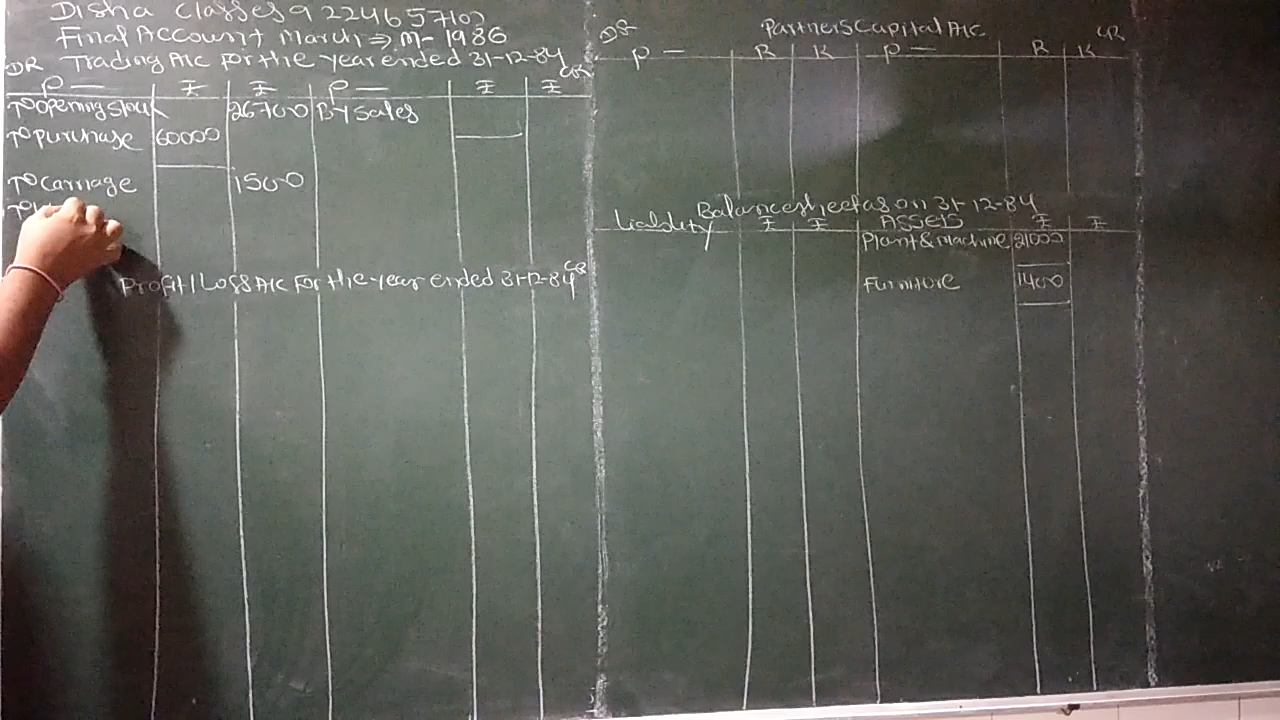 Disha Classes 9224657102
Final Account March ⇒ M-1986
DR Trading A/c for the year ended 31-12-84 CR
P — ₹ ₹ P — ₹ ₹
To opening stock 26700 By sales
To purchase 60000
To carriage 1500
To
Profit/Loss A/c for the year ended 31-12-84 CR
Partners Capital A/c CR
P — R K P — R K
Balance sheet as on 31-12-84
Liability ₹ ₹ ASSETS ₹ ₹
Plant & Machine 21000
Furniture 1400